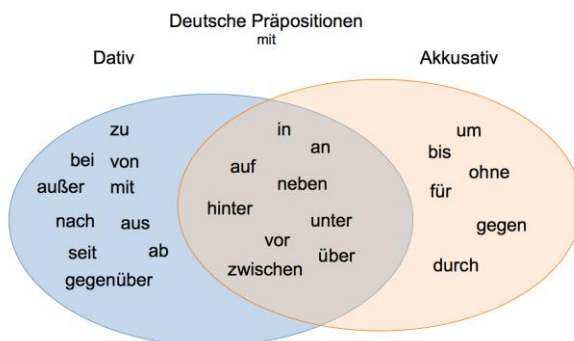 Deutsche Präpositionen
mit
Dativ
Akkusativ
zu
bei
von
außer
mit
nach
aus
seit
ab
gegenüber
in
an
auf
neben
hinter
unter
vor
über
zwischen
um
bis
ohne
für
gegen
durch